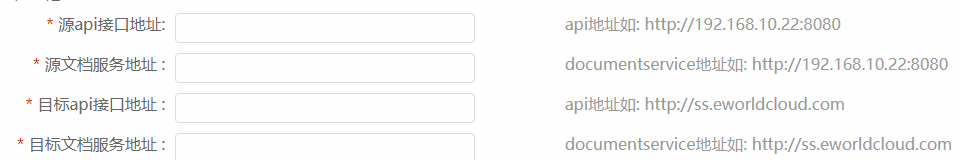 * 源api接口地址: api地址如: http://192.168.10.22:8080
* 源文档服务地址 : documentservice地址如: http://192.168.10.22:8080
* 目标api接口地址 : api地址如: http://ss.eworldcloud.com
* 目标文档服务地址 : documentservice地址如: http://ss.eworldcloud.com